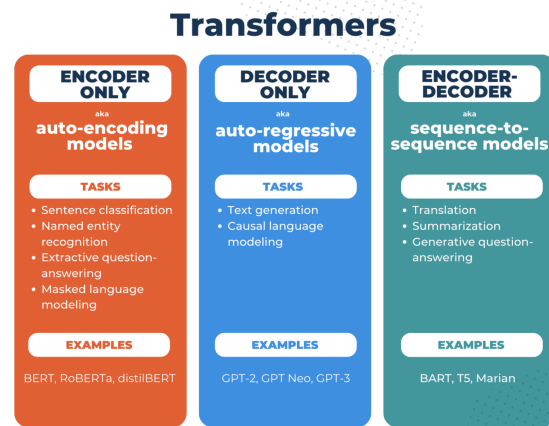 Transformers
ENCODER
ONLY
aka
auto-encoding
models
TASKS
• Sentence classification
• Named entity
recognition
• Extractive question-
answering
• Masked language
modeling
EXAMPLES
BERT, RoBERTa, distilBERT
DECODER
ONLY
aka
auto-regressive
models
TASKS
• Text generation
• Causal language
modeling
EXAMPLES
GPT-2, GPT Neo, GPT-3
ENCODER-
DECODER
aka
sequence-to-
sequence models
TASKS
• Translation
• Summarization
• Generative question-
answering
EXAMPLES
BART, T5, Marian